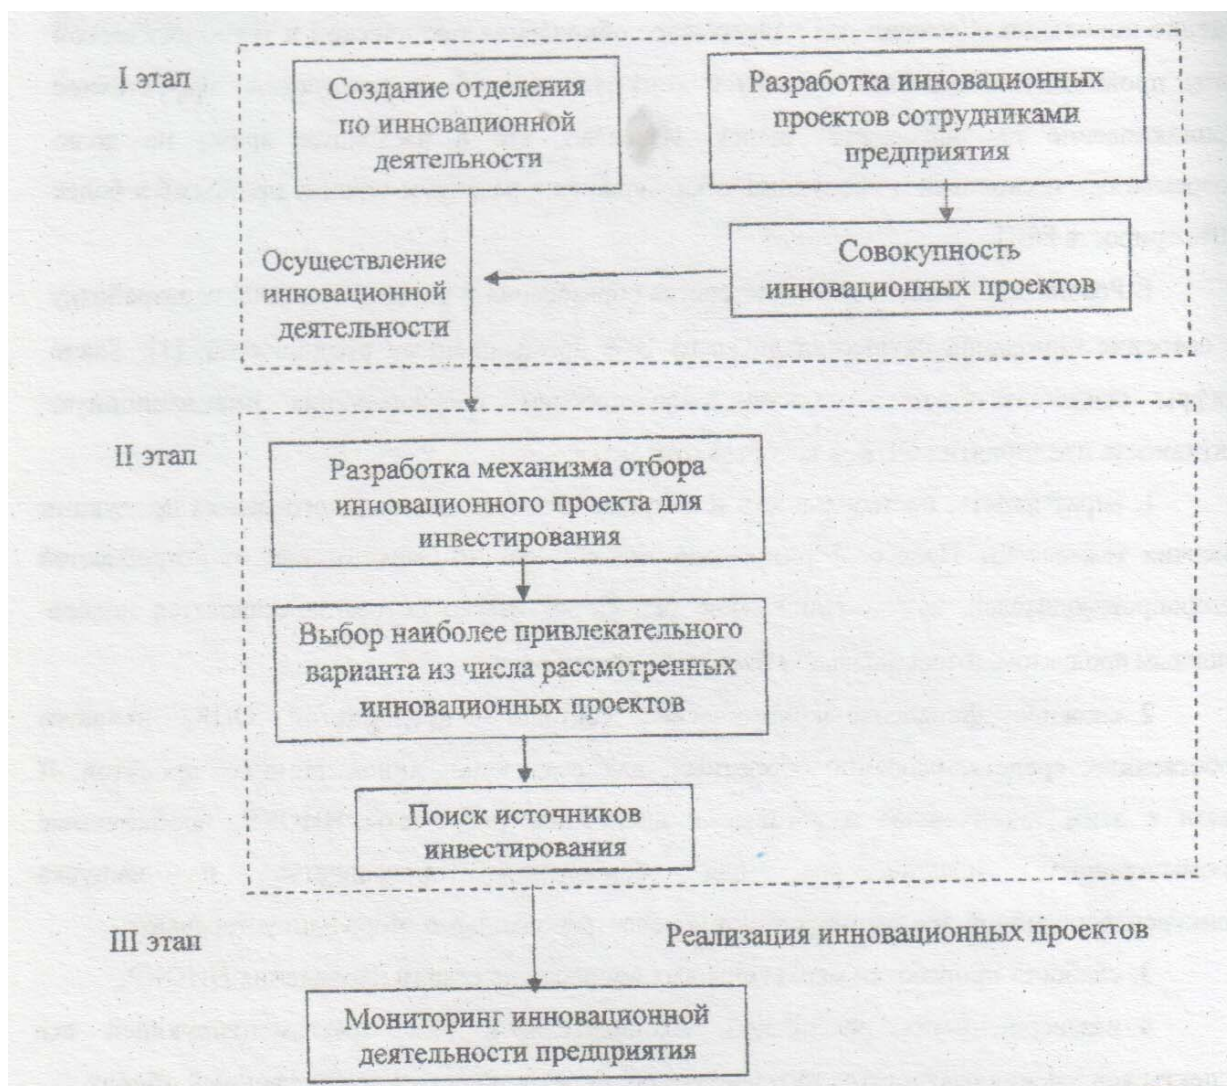 I этап
Создание отделения
по инновационной
деятельности
Разработка инновационных
проектов сотрудниками
предприятия
Осуществление
инновационной
деятельности
Совокупность
инновационных проектов
II этап
Разработка механизма отбора
инновационного проекта для
инвестирования
Выбор наиболее привлекательного
варианта из числа рассмотренных
инновационных проектов
Поиск источников
инвестирования
III этап
Реализация инновационных проектов
Мониторинг инновационной
деятельности предприятия